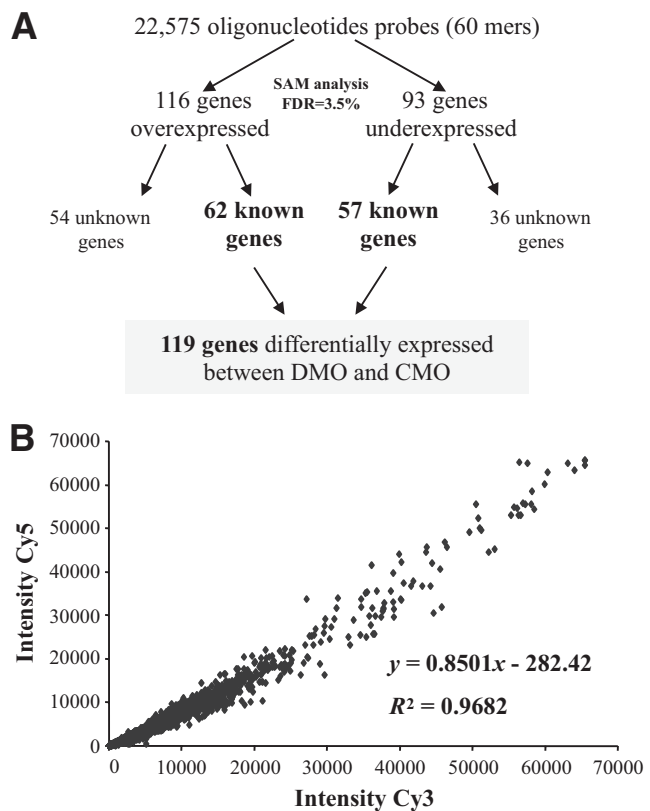 A
22,575 oligonucleotides probes (60 mers)
SAM analysis
FDR=3.5%
116 genes
overexpressed
93 genes
underexpressed
54 unknown
genes
62 known
genes
57 known
genes
36 unknown
genes
119 genes differentially expressed
between DMO and CMO
B
70000
60000
50000
40000
30000
20000
10000
0
Intensity Cy5
y = 0.8501x - 282.42
R² = 0.9682
0 10000 20000 30000 40000 50000 60000 70000
Intensity Cy3